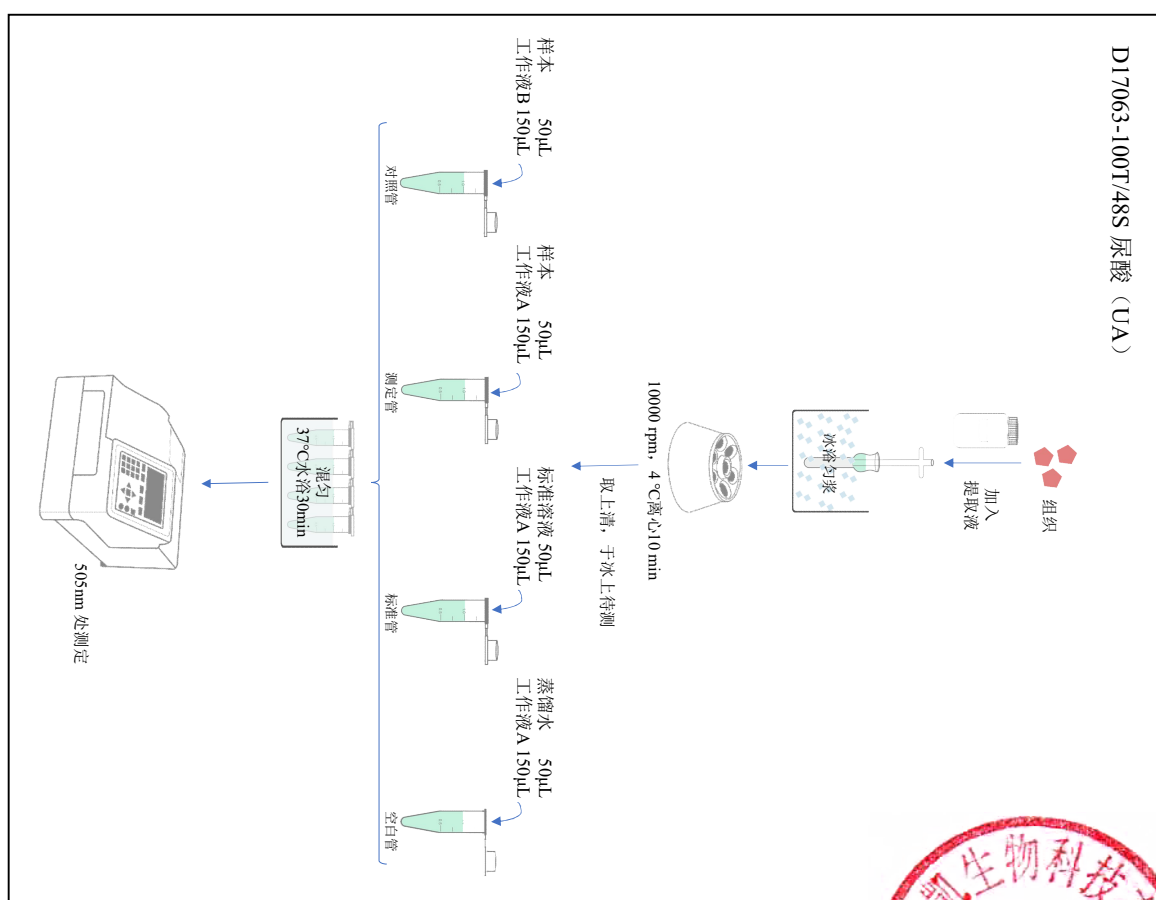 D17063-100T/48S 尿酸（UA）
组织
加入
提取液
冰浴匀浆
10000 rpm，4 ℃离心10 min
取上清，于冰上待测
样本 50μL
工作液B 150μL
样本 50μL
工作液A 150μL
标准溶液 50μL
工作液A 150μL
蒸馏水 50μL
工作液A 150μL
对照管
测定管
标准管
空白管
混匀
37℃水浴30min
505nm 处测定
凯生物科技